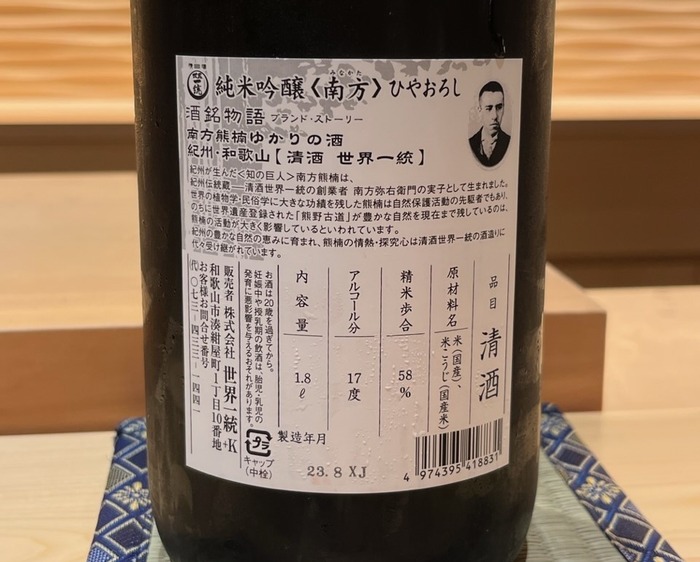 世界一統
純米吟醸〈南方〉ひやおろし
みなかた
酒銘物語 ブランド・ストーリー
南方熊楠ゆかりの酒
紀州・和歌山【清酒 世界一統】
紀州が生んだ<知の巨人>南方熊楠は、
紀州伝統蔵──清酒世界一統の創業者 南方弥右衛門の実子として生まれました。
世界の植物学・民俗学に大きな功績を残した熊楠は自然保護活動の先駆者でもあり、
のちに世界遺産登録された「熊野古道」が豊かな自然を現在まで残しているのは、
熊楠の活動が大きく影響しているといわれています。
紀州の豊かな自然の恵みに育まれ、熊楠の情熱・探究心は清酒世界一統の酒造りに
代々受け継がれています。
品目 清酒
原材料名 米(国産)、
米こうじ(国産米)
精米歩合 58%
アルコール分 17度
内容量 1.8ℓ
お酒は20歳を過ぎてから。
妊娠中や授乳期の飲酒は、胎児・乳児の
発育に悪影響を与えるおそれがあります。
販売者 株式会社 世界一統+K
和歌山市湊紺屋町1丁目10番地
お客様お問合せ番号
(代)〇七三-四三三-一四四一
プラ
キャップ
(中栓)
製造年月
23.8 XJ
4 974395 418831